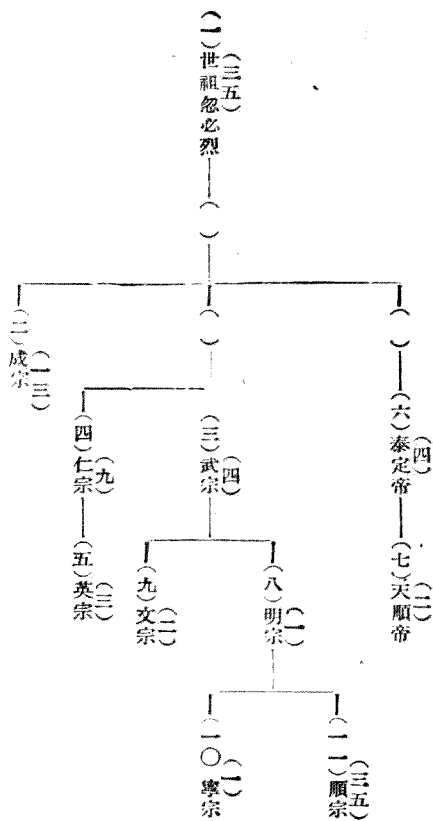 (三五)
(一)世祖忽必烈
( )
( )
(四)
(六)泰定帝
(二)
(七)天順帝
( )
(四)
(三)武宗
(一)
(八)明宗
(三五)
(一一)順宗
(一)
(一〇)寧宗
(二)
(九)文宗
(九)
(四)仁宗
(三)
(五)英宗
(一三)
(二)成宗